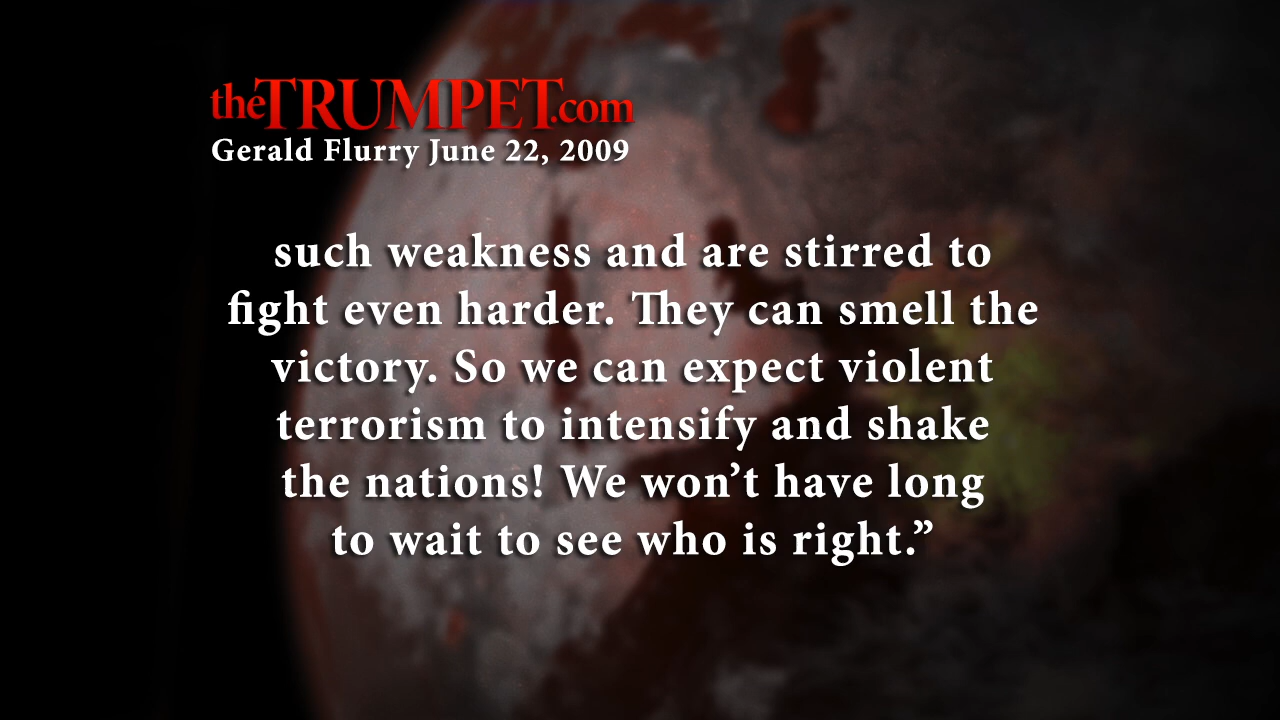 theTRUMPET.com
Gerald Flurry June 22, 2009
such weakness and are stirred to
fight even harder. They can smell the
victory. So we can expect violent
terrorism to intensify and shake
the nations! We won’t have long
to wait to see who is right.”